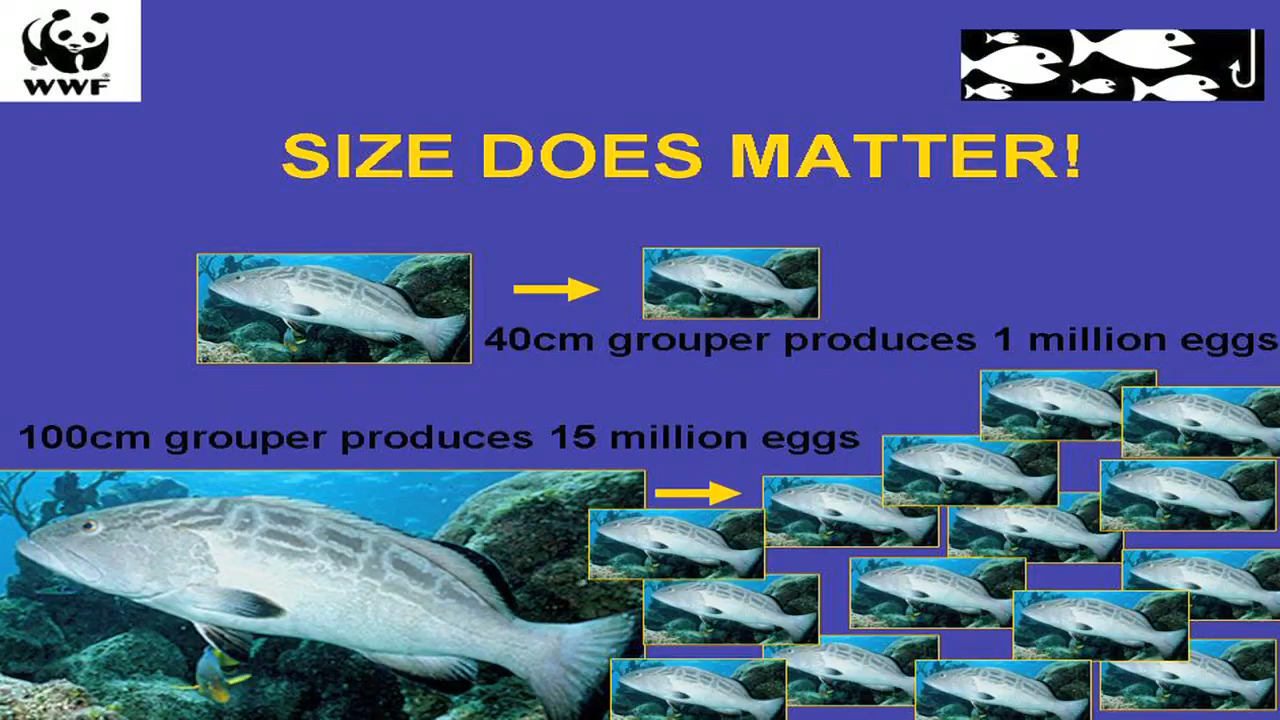 WWF
SIZE DOES MATTER!
40cm grouper produces 1 million eggs
100cm grouper produces 15 million eggs